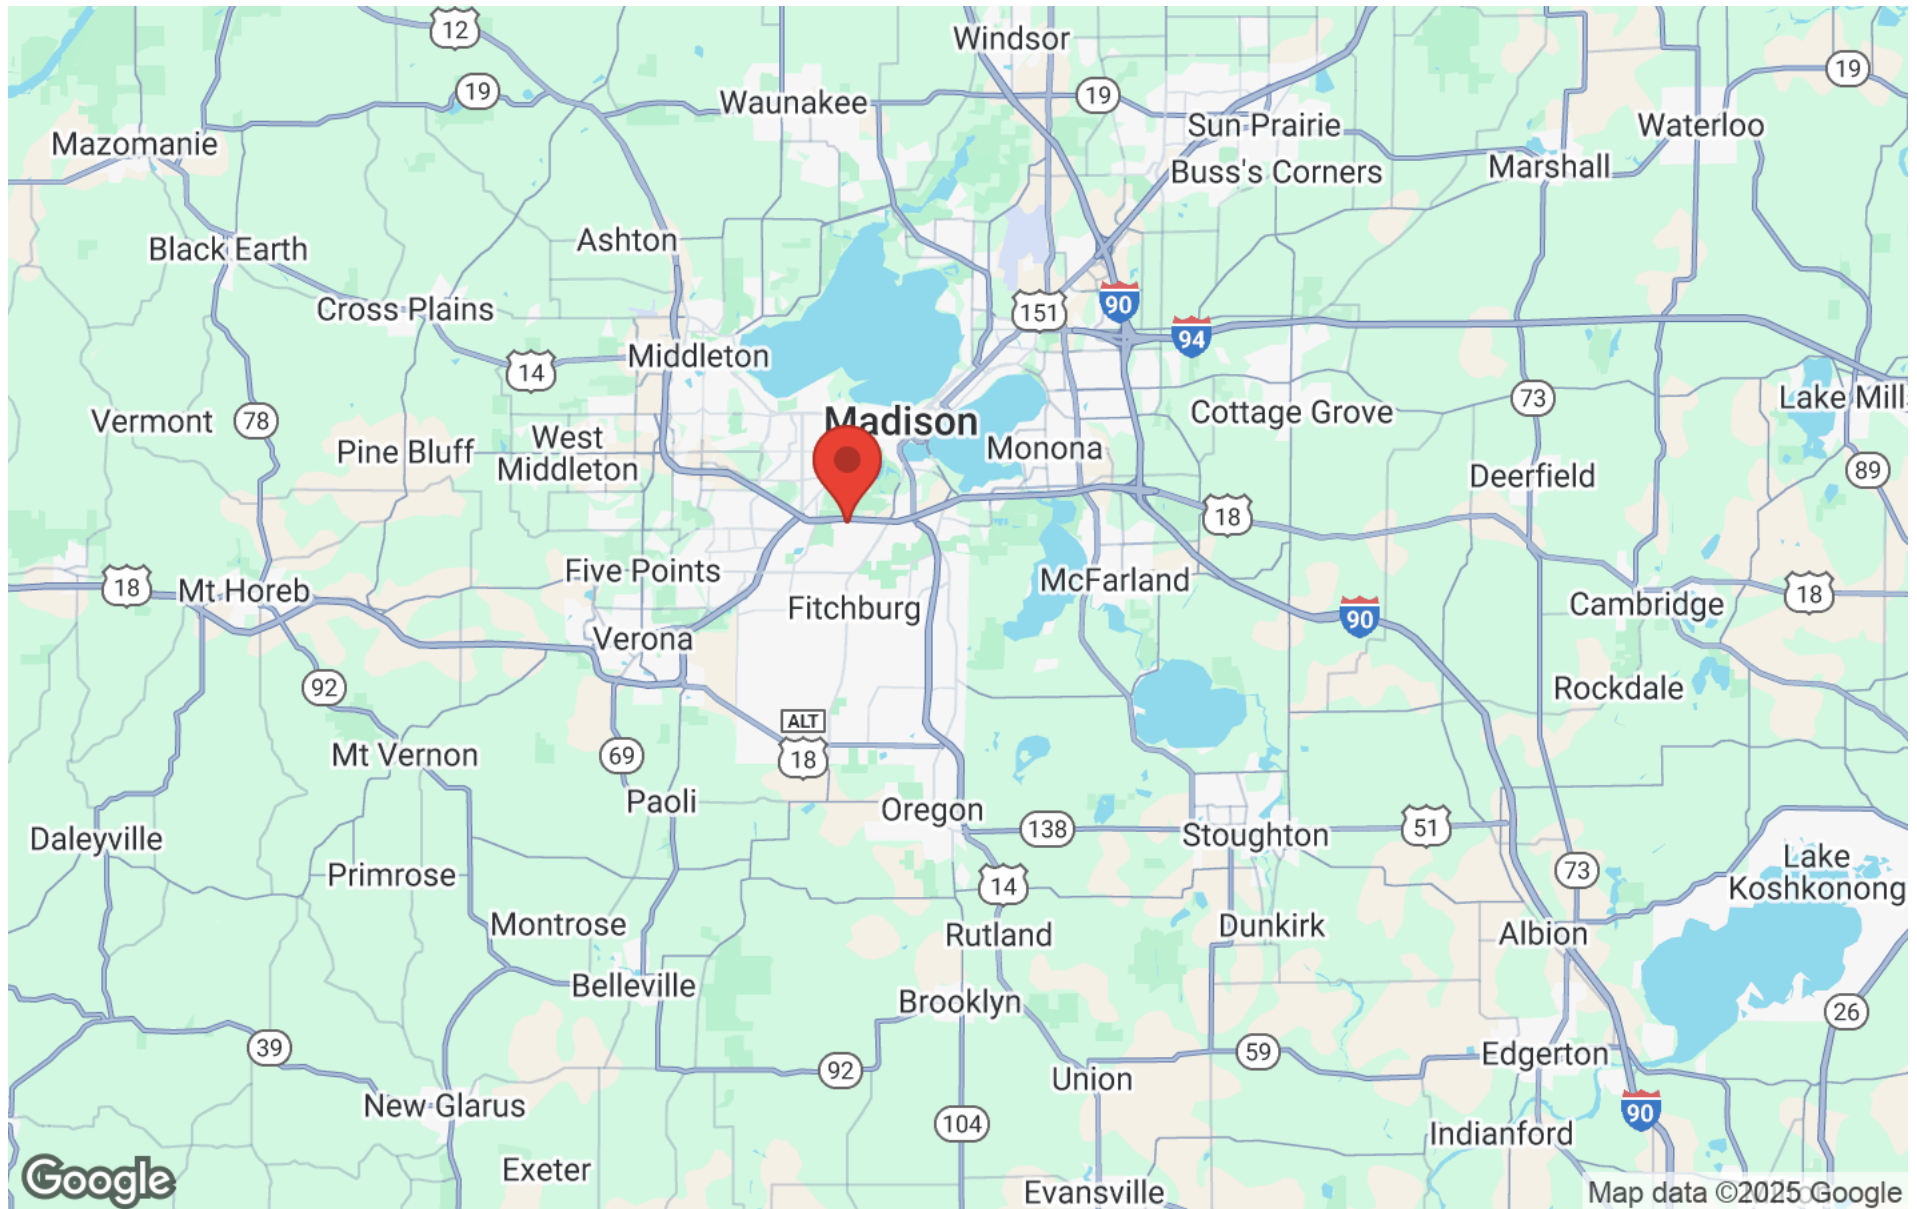 12
Windsor
19
Waunakee
19
19
Sun Prairie
Waterloo
Mazomanie
Buss's Corners
Marshall
Ashton
Black Earth
Cross Plains
151
90
94
Middleton
14
Lake Mill
73
Vermont
78
Madison
Cottage Grove
West
Middleton
Pine Bluff
Monona
Deerfield
89
18
Five Points
McFarland
18
Mt Horeb
Fitchburg
Cambridge
18
90
Verona
92
Rockdale
ALT
18
Mt Vernon
69
Paoli
Oregon
138
Stoughton
51
Daleyville
Lake
Koshkonong
Primrose
14
73
Montrose
Rutland
Dunkirk
Albion
Belleville
Brooklyn
26
39
92
59
Edgerton
Union
New Glarus
104
90
Indianford
Exeter
Evansville
Google
Map data ©2025 Google